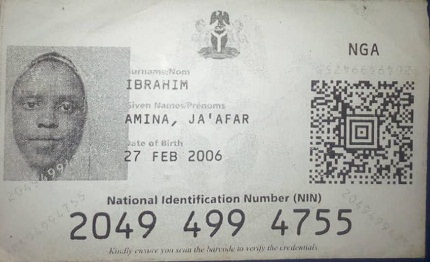 NGA
Surname/Nom
IBRAHIM
Given Names/Prénoms
AMINA, JA'AFAR
Date of Birth
27 FEB 2006
National Identification Number (NIN)
2049 499 4755
Kindly ensure you scan the barcode to verify the credentials